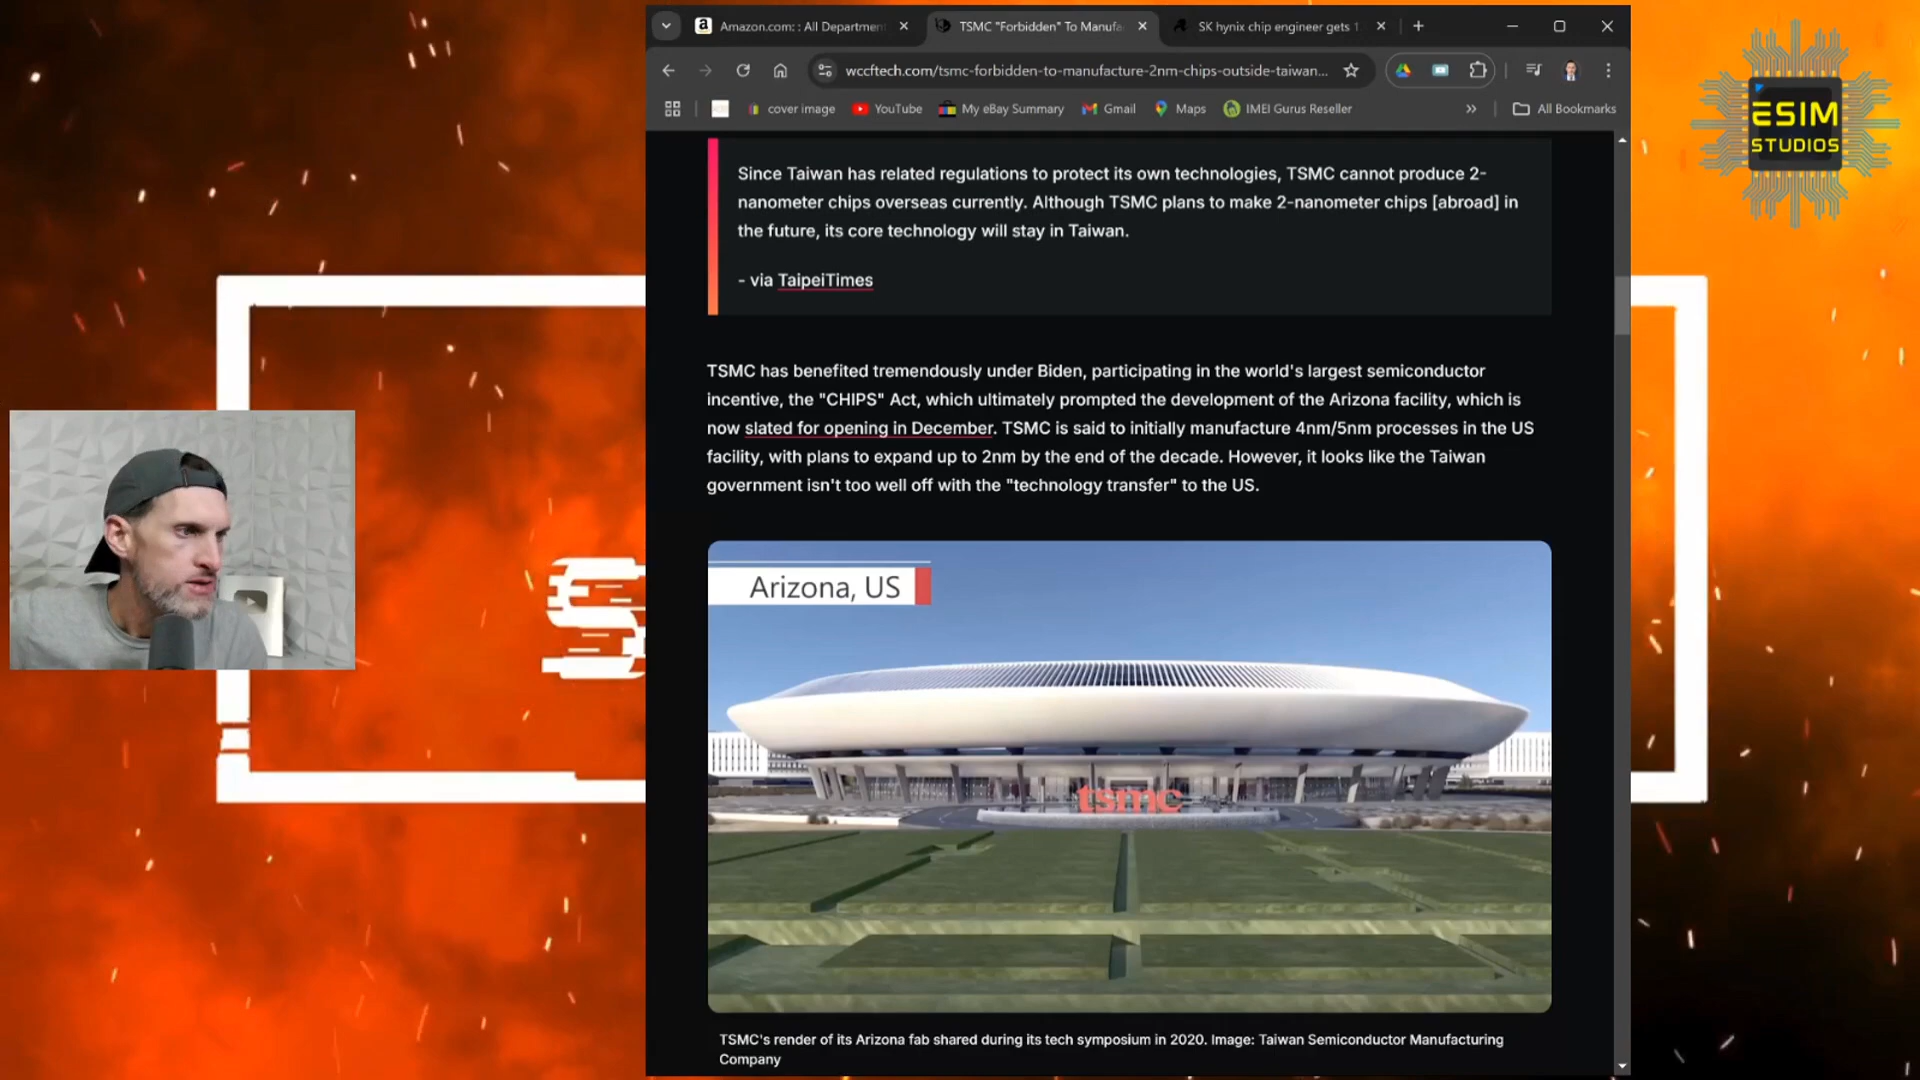 Amazon.com: : All Departmen
TSMC "Forbidden" To Manufa
SK hynix chip engineer gets 1
wccftech.com/tsmc-forbidden-to-manufacture-2nm-chips-outside-taiwan...
cover image
YouTube
My eBay Summary
Gmail
Maps
IMEI Gurus Reseller
»
All Bookmarks
ESIM
STUDIOS
Since Taiwan has related regulations to protect its own technologies, TSMC cannot produce 2-
nanometer chips overseas currently. Although TSMC plans to make 2-nanometer chips [abroad] in
the future, its core technology will stay in Taiwan.
- via TaipeiTimes
TSMC has benefited tremendously under Biden, participating in the world's largest semiconductor
incentive, the "CHIPS" Act, which ultimately prompted the development of the Arizona facility, which is
now slated for opening in December. TSMC is said to initially manufacture 4nm/5nm processes in the US
facility, with plans to expand up to 2nm by the end of the decade. However, it looks like the Taiwan
government isn't too well off with the "technology transfer" to the US.
S
Arizona, US
tsmc
TSMC's render of its Arizona fab shared during its tech symposium in 2020. Image: Taiwan Semiconductor Manufacturing
Company